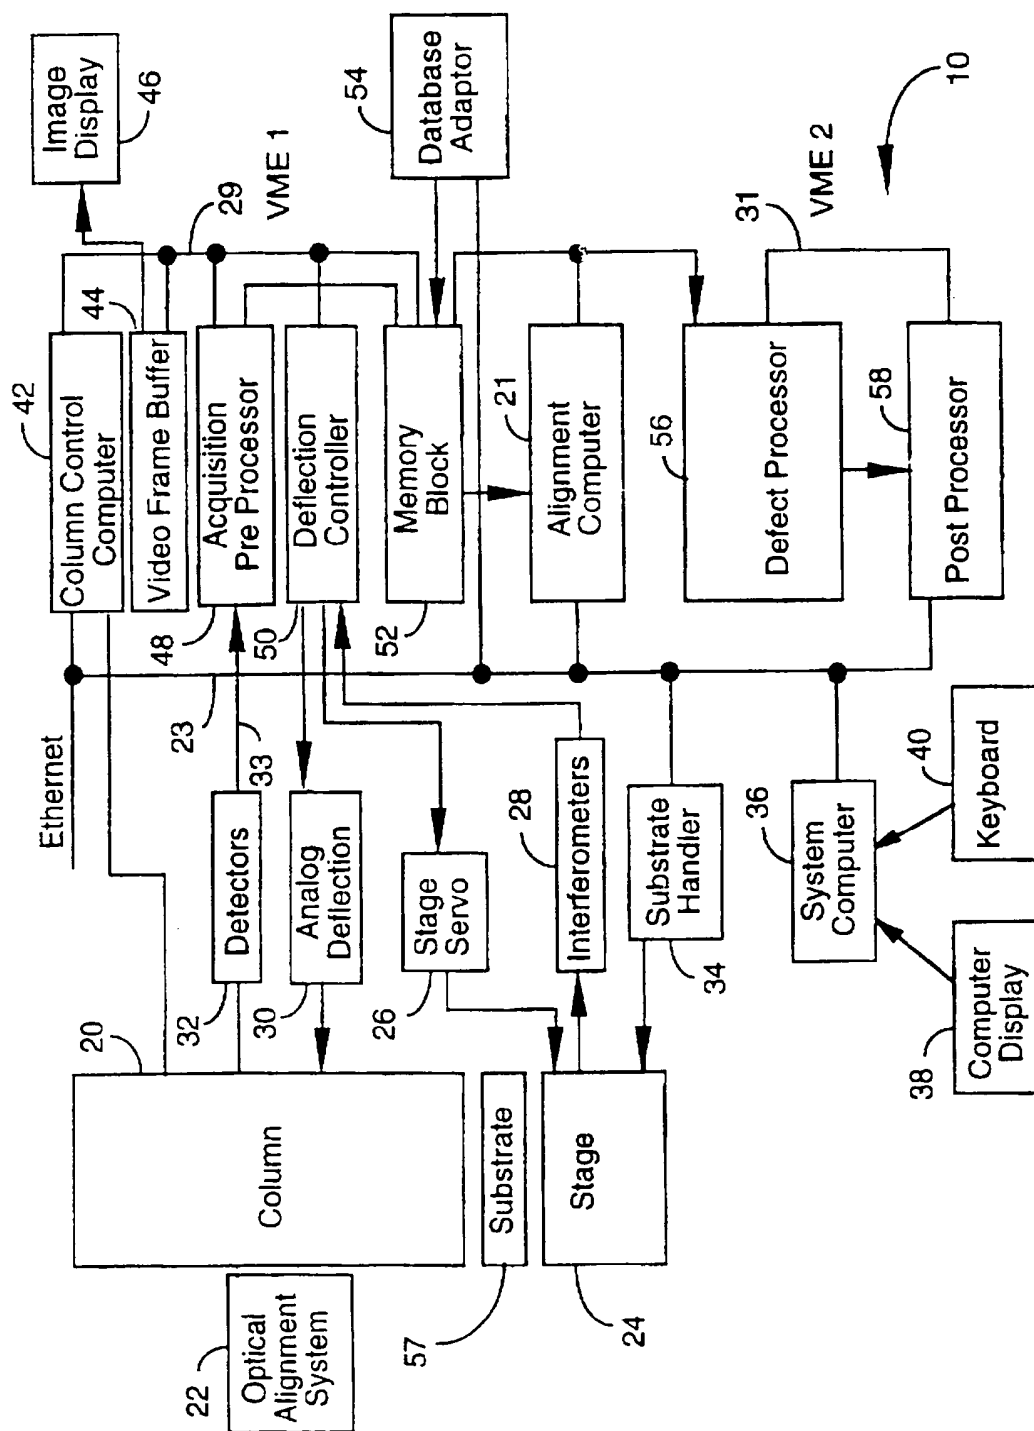 22
Optical
Alignment
System
20
Column
57
Substrate
24
Stage
Ethernet
23
32
Detectors
33
30
Analog
Deflection
26
Stage
Servo
28
Interferometers
34
Substrate
Handler
36
System
Computer
38
Computer
Display
40
Keyboard
42
Column Control
Computer
44
Video Frame Buffer
48
Acquisition
Pre Processor
50
Deflection
Controller
52
Memory
Block
21
Alignment
Computer
56
Defect Processor
58
Post Processor
Image
Display
46
29
VME 1
54
Database
Adaptor
31
VME 2
10